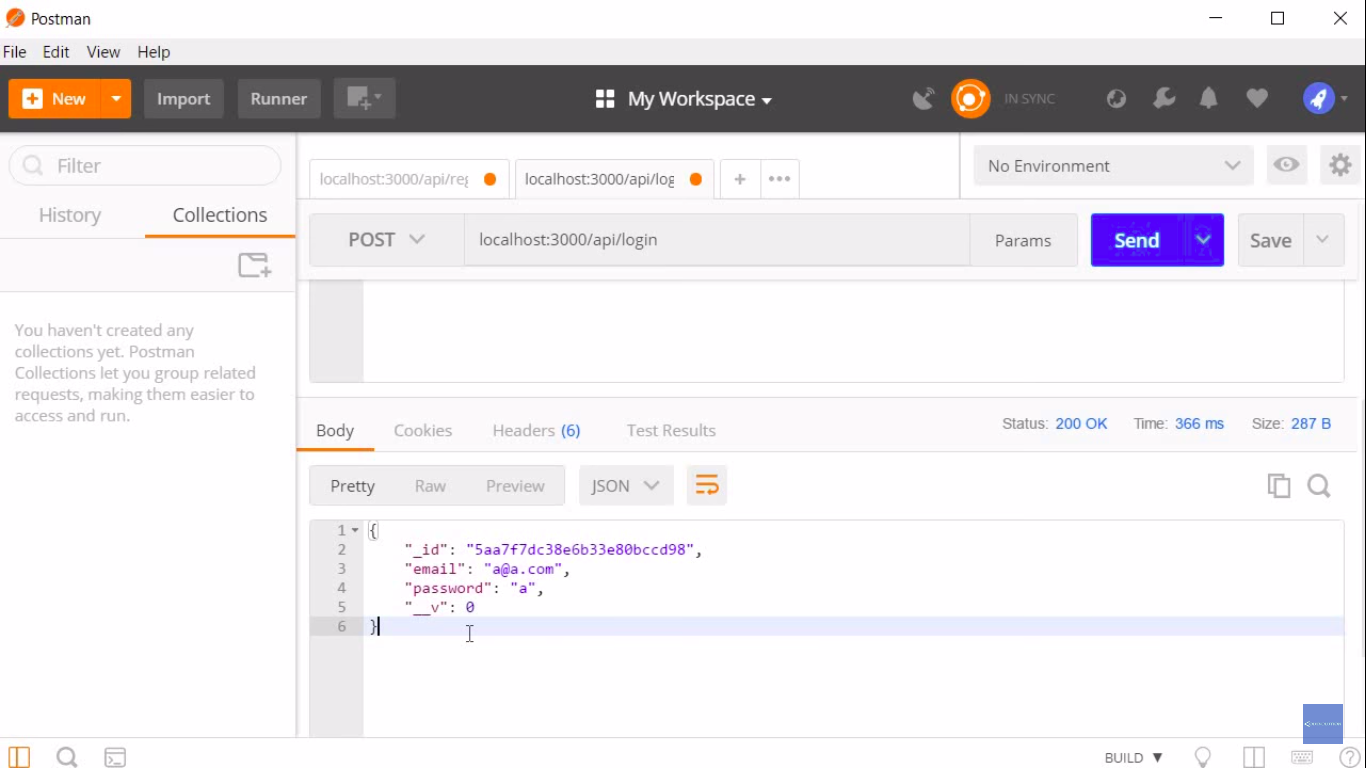 Postman
File Edit View Help
New Import Runner My Workspace IN SYNC
Filter
History Collections
You haven't created any
collections yet. Postman
Collections let you group related
requests, making them easier to
access and run.
localhost:3000/api/reg localhost:3000/api/log + ••• No Environment
POST localhost:3000/api/login Params Send Save
Body Cookies Headers (6) Test Results Status: 200 OK Time: 366 ms Size: 287 B
Pretty Raw Preview JSON
1 {
2 "_id": "5aa7f7dc38e6b33e80bccd98",
3 "email": "a@a.com",
4 "password": "a",
5 "__v": 0
6 }
BUILD